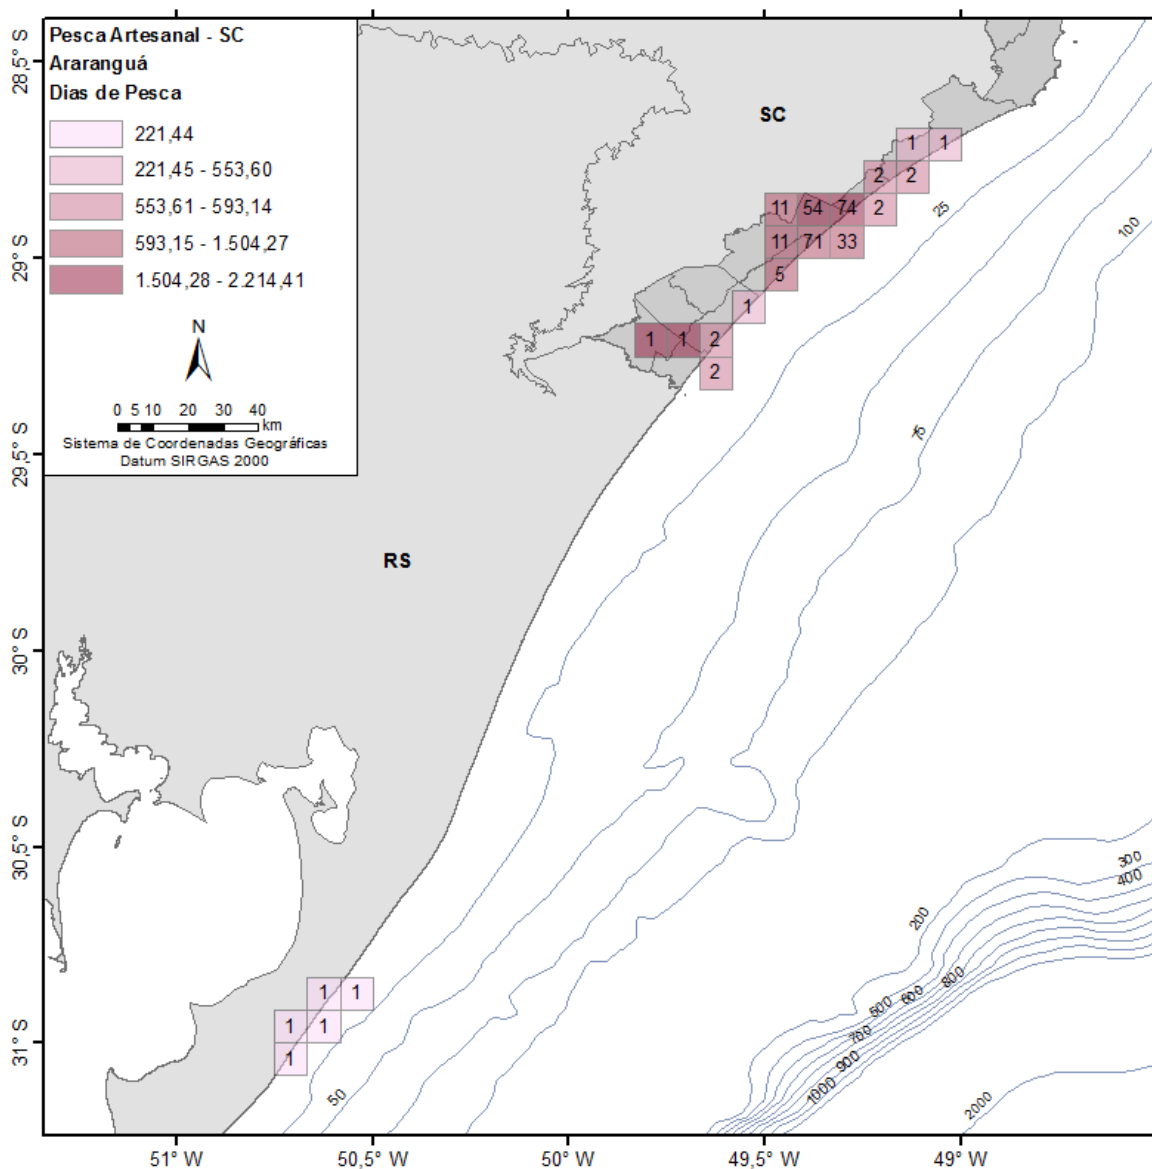 Pesca Artesanal - SC
Araranguá
Dias de Pesca
221,44
221,45 - 553,60
553,61 - 593,14
593,15 - 1.504,27
1.504,28 - 2.214,41
N
0 5 10 20 30 40
km
Sistema de Coordenadas Geográficas
Datum SIRGAS 2000
28,5° S
29° S
29,5° S
30° S
30,5° S
31° S
SC
RS
1 1
2 2
11 54 74 2
11 71 33
5
1
1 1 2
2
25
100
75
300
400
200
800
600
500
700
900
1000
2000
50
1 1
1 1
1
51° W
50,5° W
50° W
49,5° W
49° W